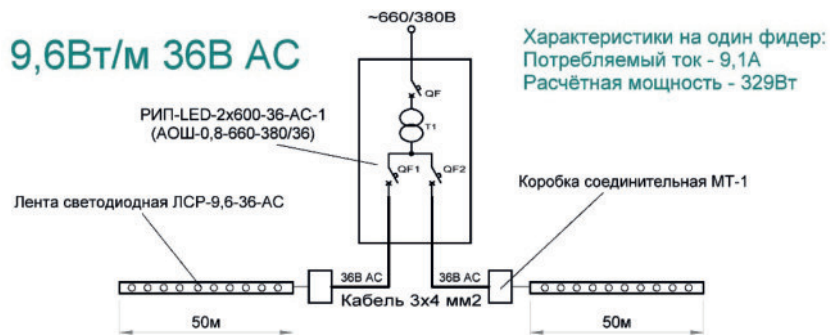 ~660/380В
9,6Вт/м 36В АС
Характеристики на один фидер:
Потребляемый ток - 9,1А
Расчётная мощность - 329Вт
QF
РИП-LED-2x600-36-АС-1
(АОШ-0,8-660-380/36)
T1
QF1
QF2
Коробка соединительная МТ-1
Лента светодиодная ЛСР-9,6-36-АС
36В АС
36В АС
Кабель 3x4 мм2
50м
50м